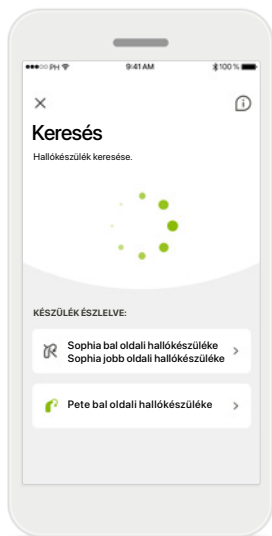 PH 9:41 AM 100 %
Keresés
Hallókészülék keresése.
KÉSZÜLÉK ÉSZLELVE:
Sophia bal oldali hallókészüléke
Sophia jobb oldali hallókészüléke
Pete bal oldali hallókészüléke